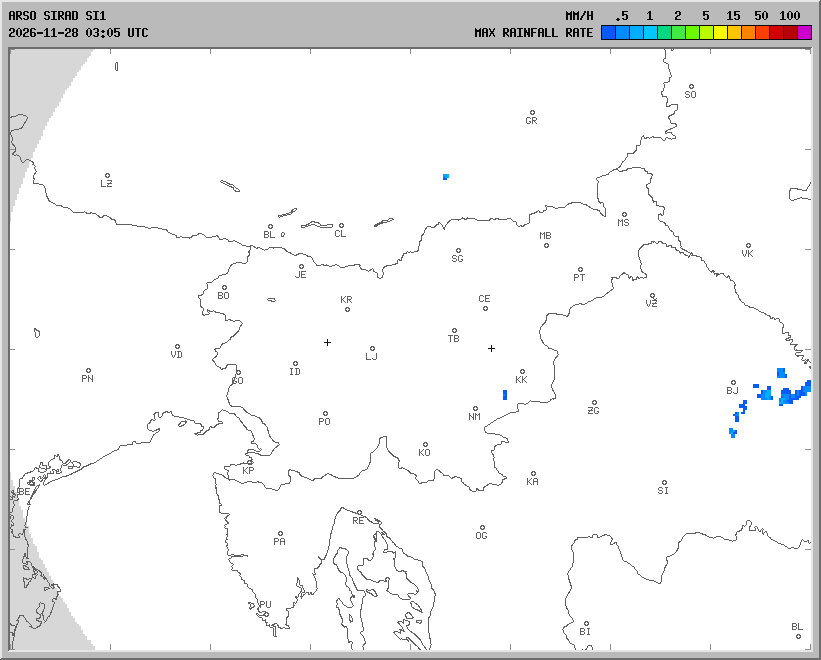 ARSO SIRAD SI1
MM/H .5 1 2 5 15 50 100
2026-11-28 03:05 UTC
MAX RAINFALL RATE
SO
GR
LZ
MS
BL
CL
MB
VK
SG
JE
PT
BO
KR
CE
VŽ
TB
VD
LJ
ID
PN
GO
KK
BJ
NM
ZG
PO
KO
KP
KA
BE
SI
RE
OG
PA
PU
BI
BL